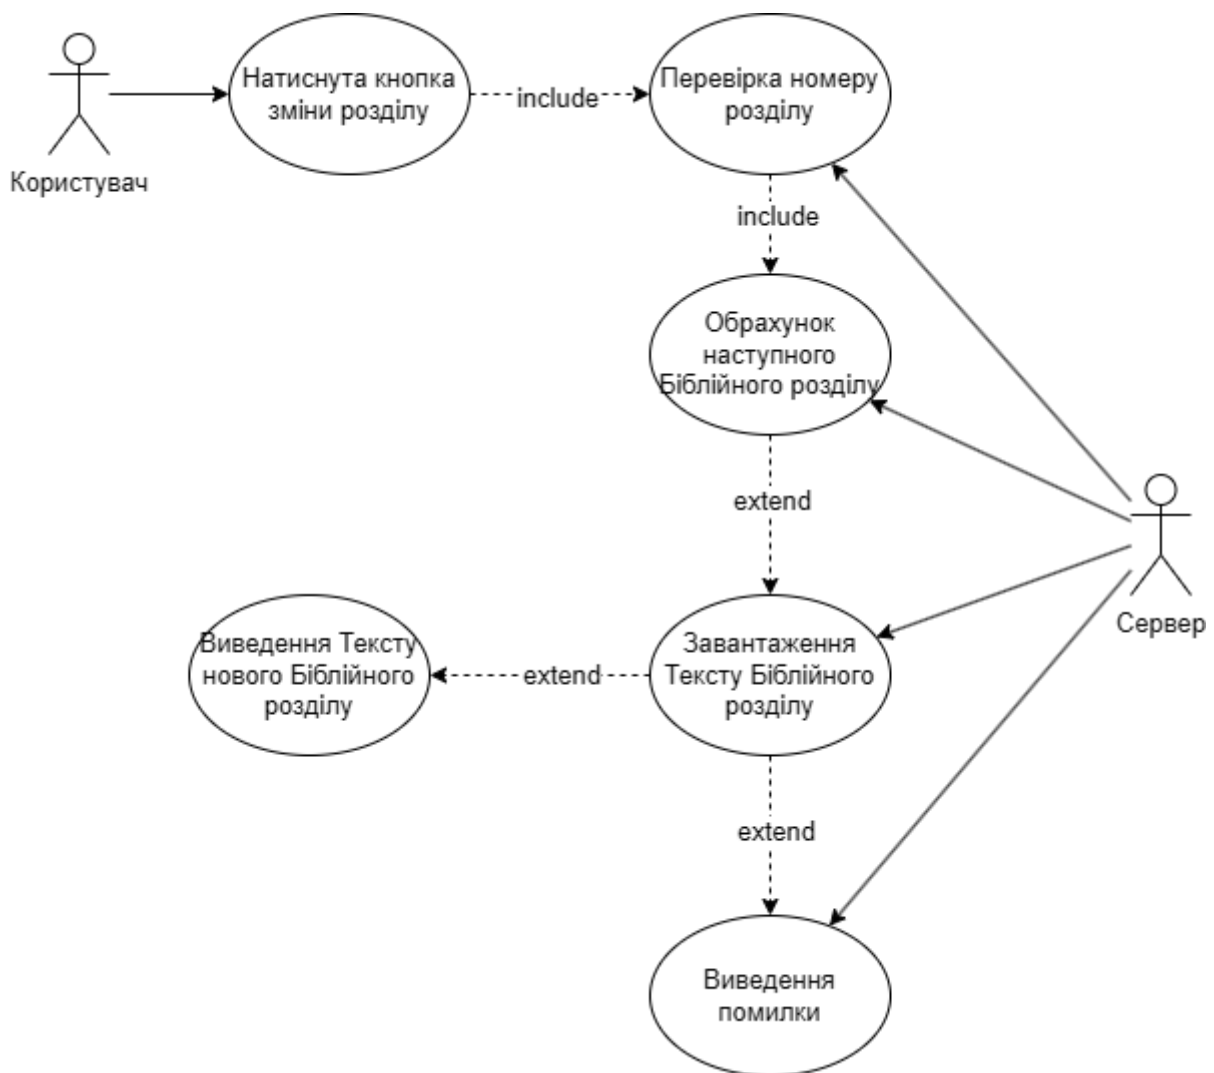 Натиснута кнопка
зміни розділу
include
Перевірка номеру
розділу
Користувач
include
Обрахунок
наступного
Біблійного розділу
extend
Сервер
Виведення Тексту
нового Біблійного
розділу
extend
Завантаження
Тексту Біблійного
розділу
extend
Виведення
помилки